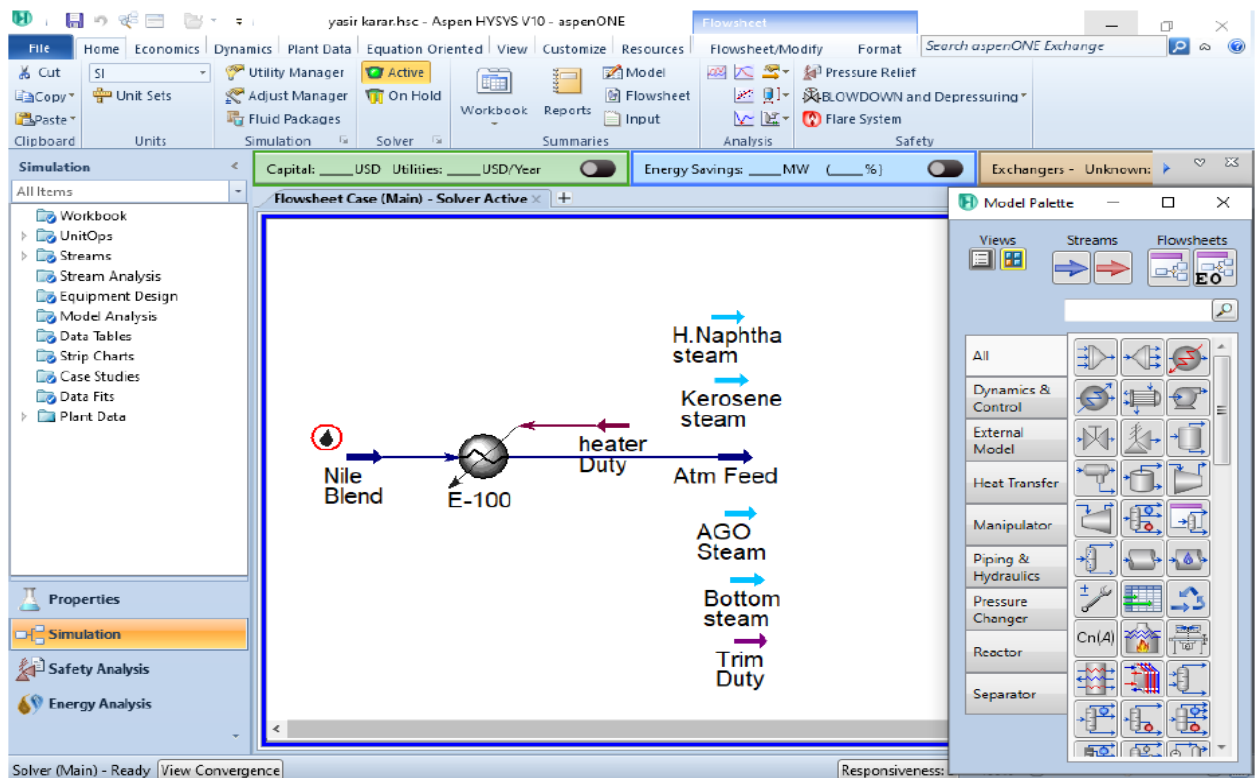 yasir karar.hsc - Aspen HYSYS V10 - aspenONE
Flowsheet
File Home Economics Dynamics Plant Data Equation Oriented View Customize Resources Flowsheet/Modify Format Search aspenONE Exchange
Cut SI Utility Manager Active Model Pressure Relief
Copy Unit Sets Adjust Manager On Hold Workbook Reports Flowsheet BLOWDOWN and Depressuring
Paste Fluid Packages Input Flare System
Clipboard Units Simulation Solver Summaries Analysis Safety
Simulation
Capital: ____USD Utilities: ____USD/Year Energy Savings: ____MW (____%) Exchangers - Unknown:
All Items
Workbook
UnitOps
Streams
Stream Analysis
Equipment Design
Model Analysis
Data Tables
Strip Charts
Case Studies
Data Fits
Plant Data
Properties
Simulation
Safety Analysis
Energy Analysis
Flowsheet Case (Main) - Solver Active
H.Naphtha
steam
Kerosene
steam
heater
Duty
Nile
Blend
E-100
Atm Feed
AGO
Steam
Bottom
steam
Trim
Duty
Model Palette
Views Streams Flowsheets
EO
All
Dynamics &
Control
External
Model
Heat Transfer
Manipulator
Piping &
Hydraulics
Pressure
Changer
Reactor
Separator
Cn(A)
Solver (Main) - Ready View Convergence Responsiveness: